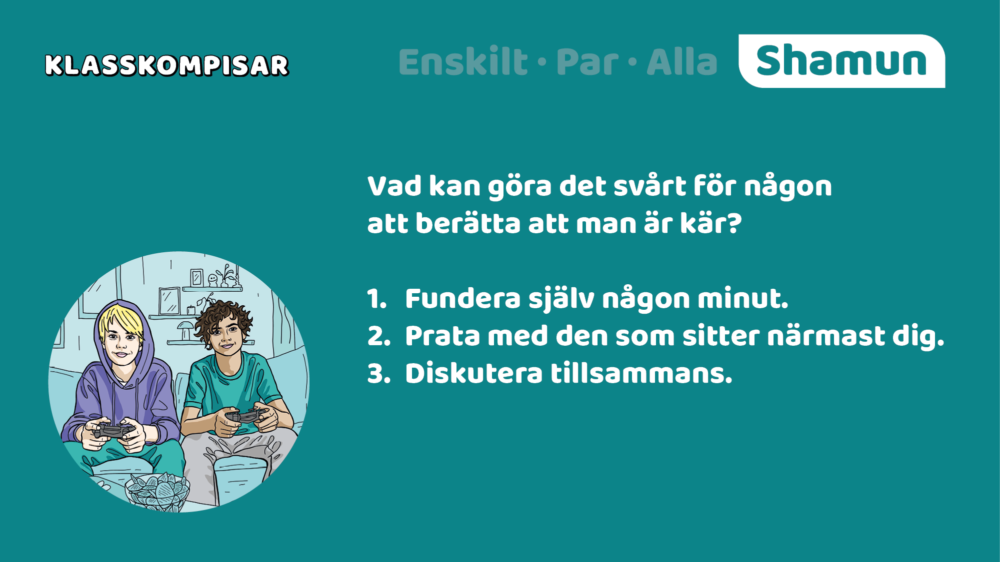 KLASSKOMPISAR
Enskilt • Par • Alla
Shamun
Vad kan göra det svårt för någon
att berätta att man är kär?
1. Fundera själv någon minut.
2. Prata med den som sitter närmast dig.
3. Diskutera tillsammans.